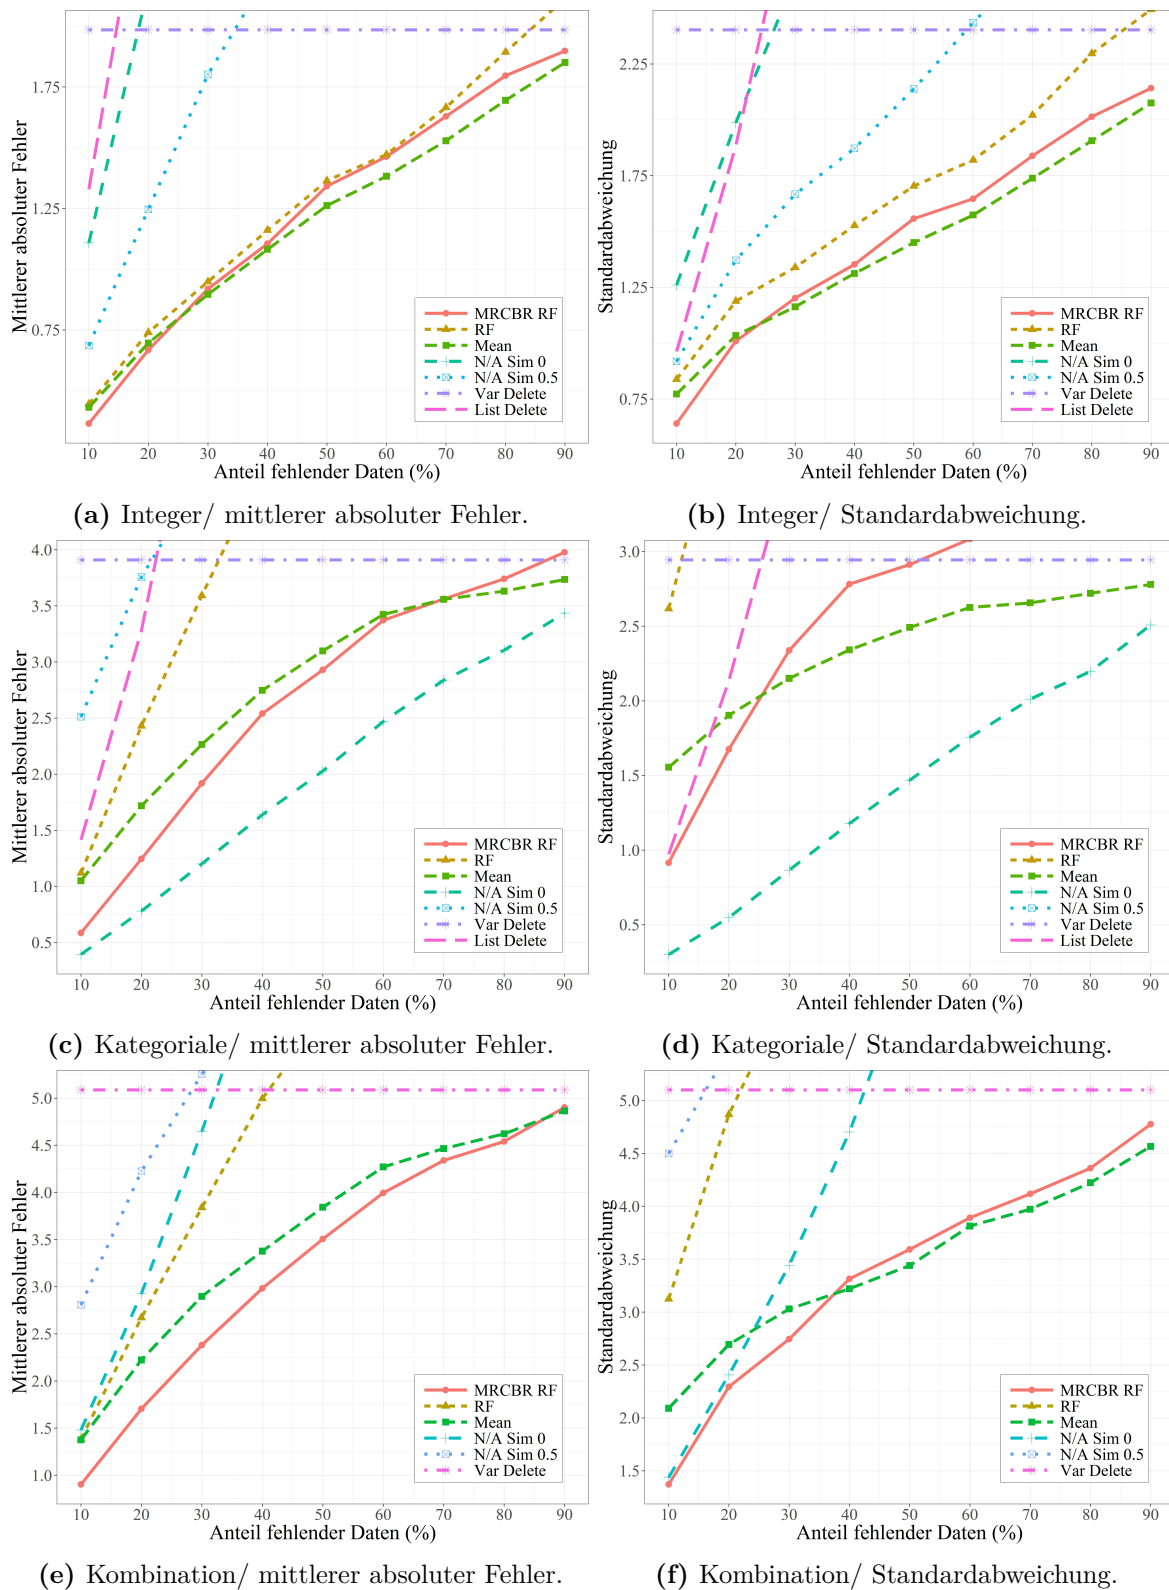 1.75
1.25
0.75
Mittlerer absoluter Fehler
MRCBR RF
RF
Mean
N/A Sim 0
N/A Sim 0.5
Var Delete
List Delete
10 20 30 40 50 60 70 80 90
Anteil fehlender Daten (%)
(a) Integer/ mittlerer absoluter Fehler.
2.25
1.75
1.25
0.75
Standardabweichung
MRCBR RF
RF
Mean
N/A Sim 0
N/A Sim 0.5
Var Delete
List Delete
10 20 30 40 50 60 70 80 90
Anteil fehlender Daten (%)
(b) Integer/ Standardabweichung.
4.0
3.5
3.0
2.5
2.0
1.5
1.0
0.5
Mittlerer absoluter Fehler
MRCBR RF
RF
Mean
N/A Sim 0
N/A Sim 0.5
Var Delete
List Delete
10 20 30 40 50 60 70 80 90
Anteil fehlender Daten (%)
(c) Kategoriale/ mittlerer absoluter Fehler.
3.0
2.5
2.0
1.5
1.0
0.5
Standardabweichung
MRCBR RF
RF
Mean
N/A Sim 0
N/A Sim 0.5
Var Delete
List Delete
10 20 30 40 50 60 70 80 90
Anteil fehlender Daten (%)
(d) Kategoriale/ Standardabweichung.
5.0
4.5
4.0
3.5
3.0
2.5
2.0
1.5
1.0
Mittlerer absoluter Fehler
MRCBR RF
RF
Mean
N/A Sim 0
N/A Sim 0.5
Var Delete
10 20 30 40 50 60 70 80 90
Anteil fehlender Daten (%)
(e) Kombination/ mittlerer absoluter Fehler.
5.0
4.5
4.0
3.5
3.0
2.5
2.0
1.5
Standardabweichung
MRCBR RF
RF
Mean
N/A Sim 0
N/A Sim 0.5
Var Delete
10 20 30 40 50 60 70 80 90
Anteil fehlender Daten (%)
(f) Kombination/ Standardabweichung.